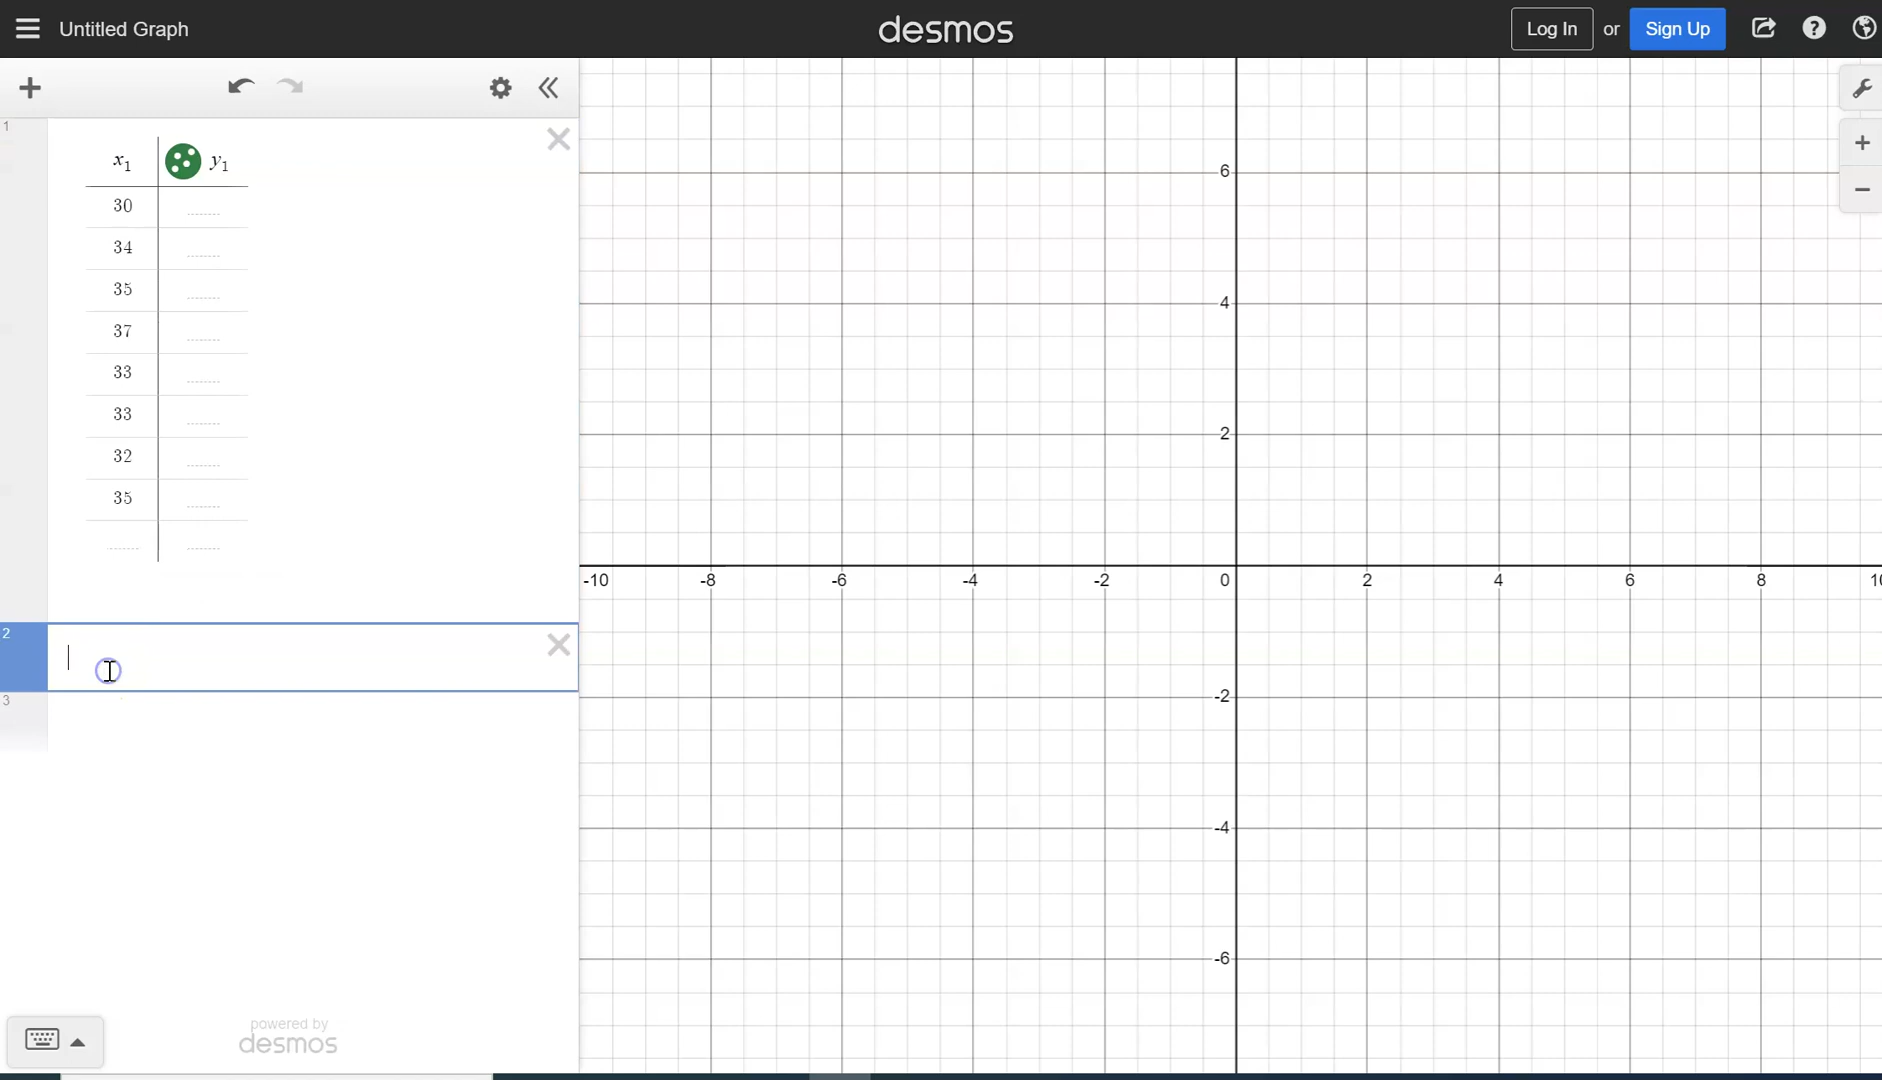 Untitled Graph
desmos
Log In or Sign Up
1
x₁ y₁
30
34
35
37
33
33
32
35
2
3
powered by
desmos
6
4
2
-10 -8 -6 -4 -2 0 2 4 6 8 10
-2
-4
-6